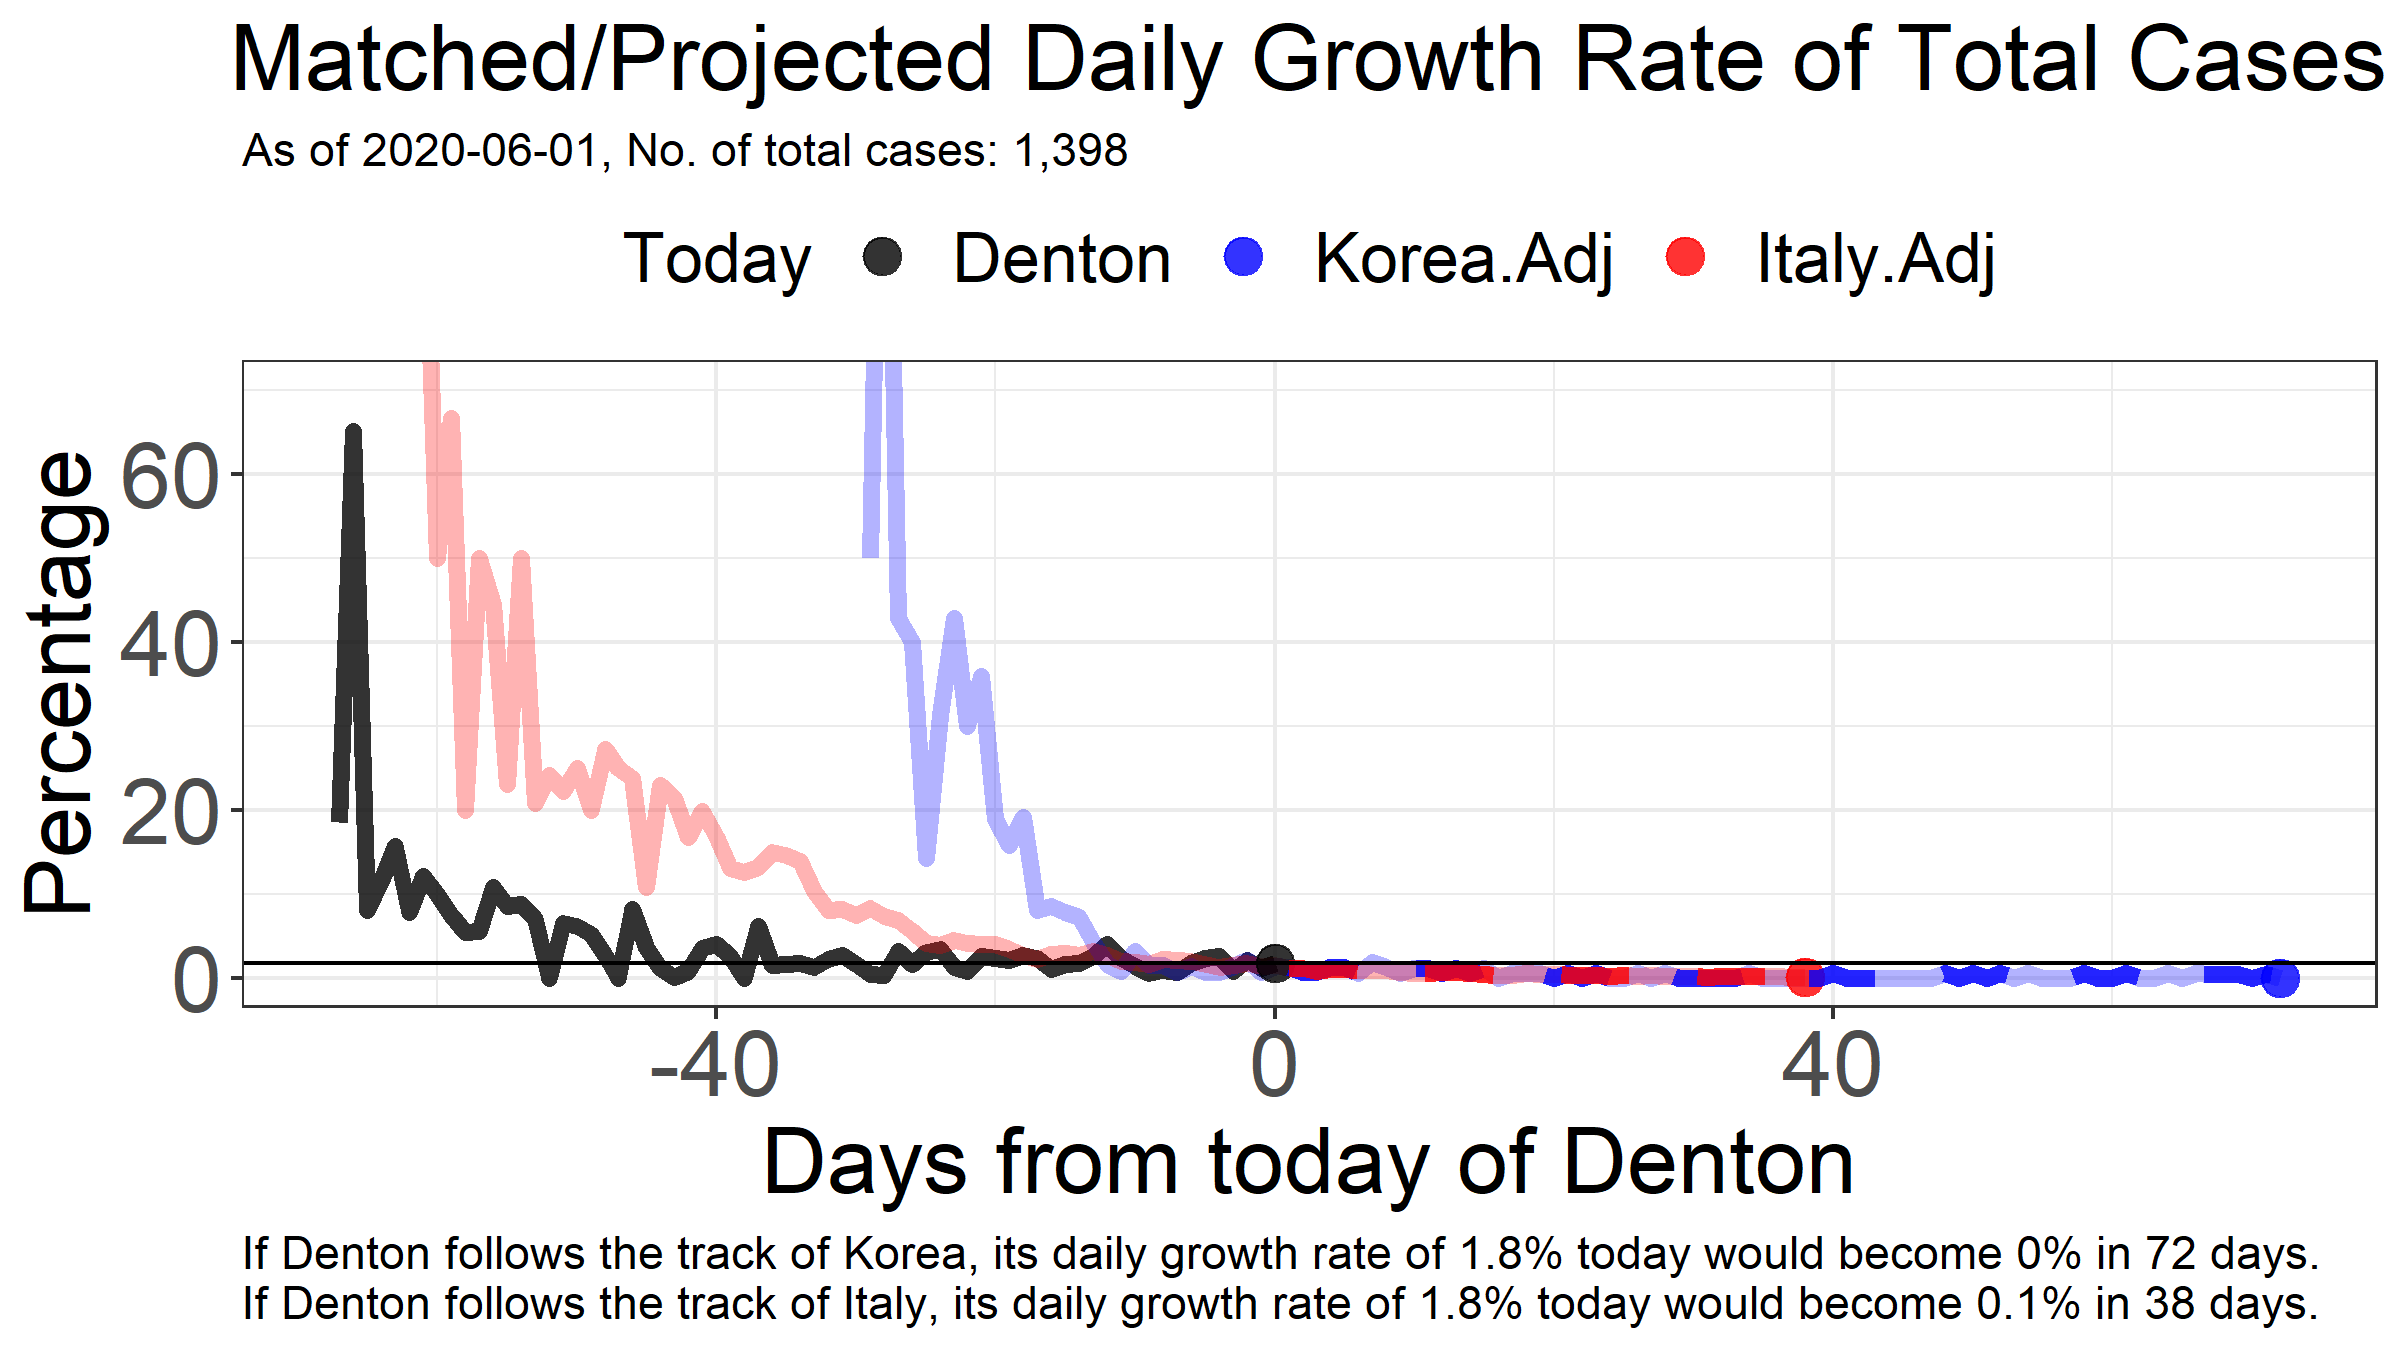 Matched/Projected Daily Growth Rate of Total Cases
As of 2020-06-01, No. of total cases: 1,398
Today Denton Korea.Adj Italy.Adj
Percentage
60
40
20
0
-40 0 40
Days from today of Denton
If Denton follows the track of Korea, its daily growth rate of 1.8% today would become 0% in 72 days.
If Denton follows the track of Italy, its daily growth rate of 1.8% today would become 0.1% in 38 days.